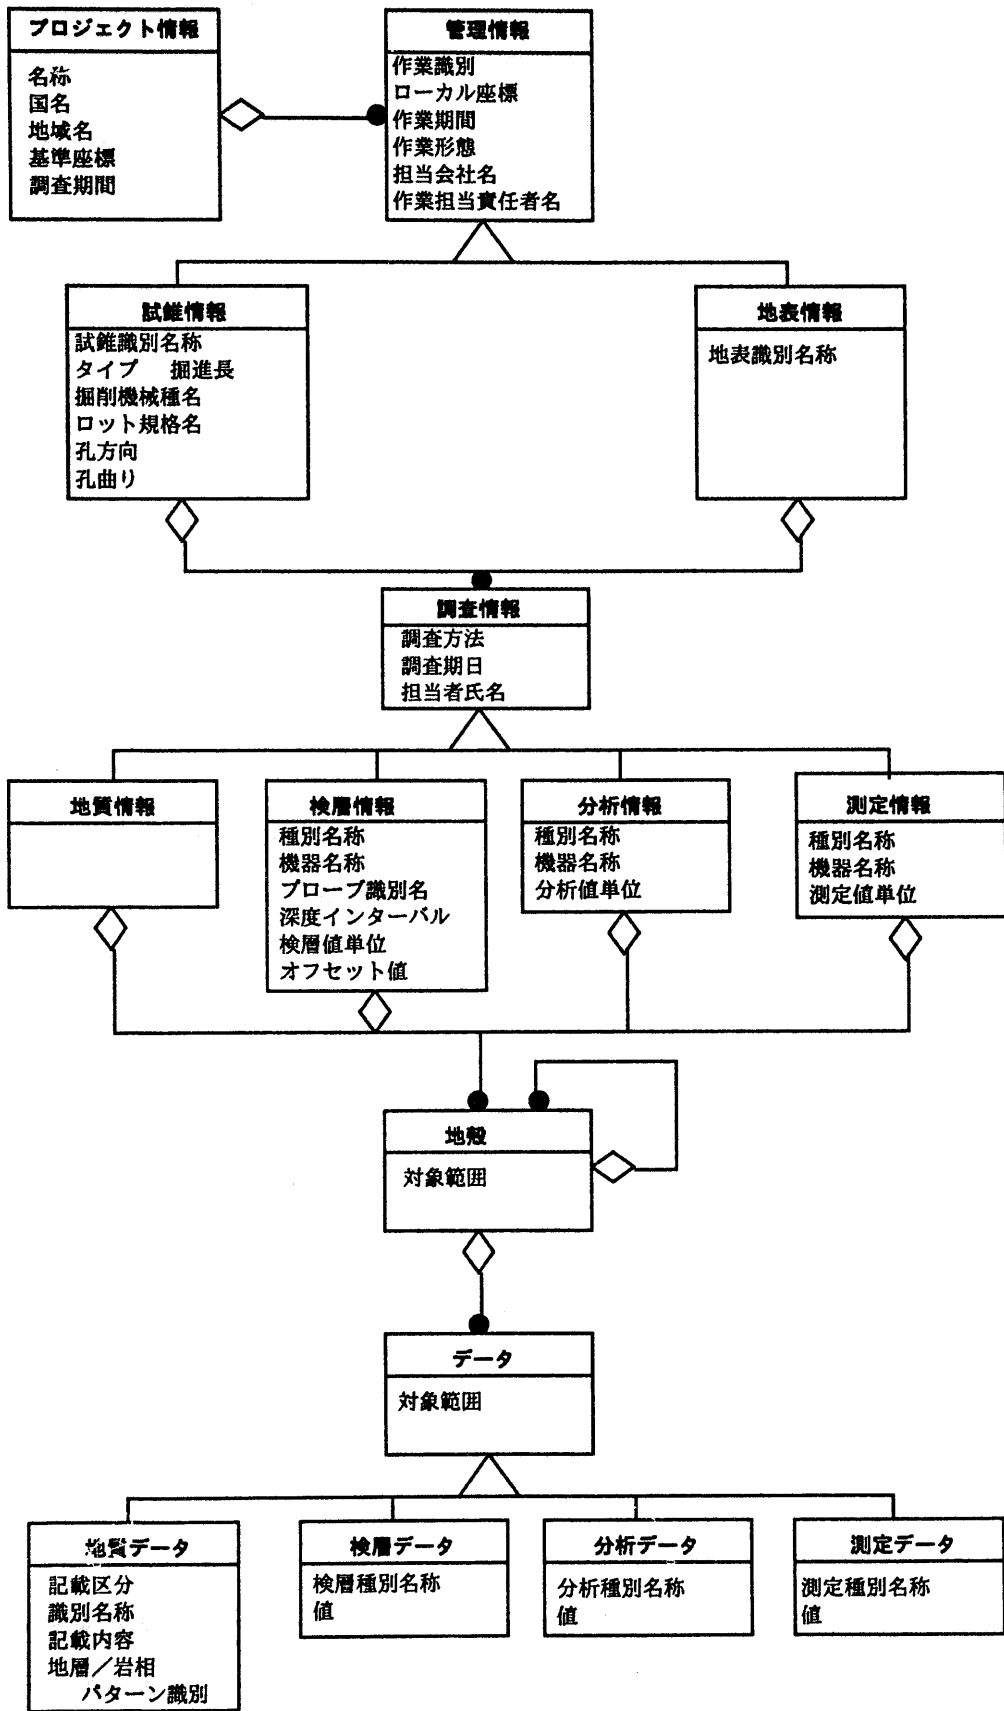 プロジェクト情報
名称
国名
地域名
基準座標
調査期間
管理情報
作業識別
ローカル座標
作業期間
作業形態
担当会社名
作業担当責任者名
試錐情報
試錐識別名称
タイプ 掘進長
掘削機械種名
ロット規格名
孔方向
孔曲り
地表情報
地表識別名称
調査情報
調査方法
調査期日
担当者氏名
地質情報
検層情報
種別名称
機器名称
プローブ識別名
深度インターバル
検層値単位
オフセット値
分析情報
種別名称
機器名称
分析値単位
測定情報
種別名称
機器名称
測定値単位
地殻
対象範囲
データ
対象範囲
地質データ
記載区分
識別名称
記載内容
地層／岩相
パターン識別
検層データ
検層種別名称
値
分析データ
分析種別名称
値
測定データ
測定種別名称
値